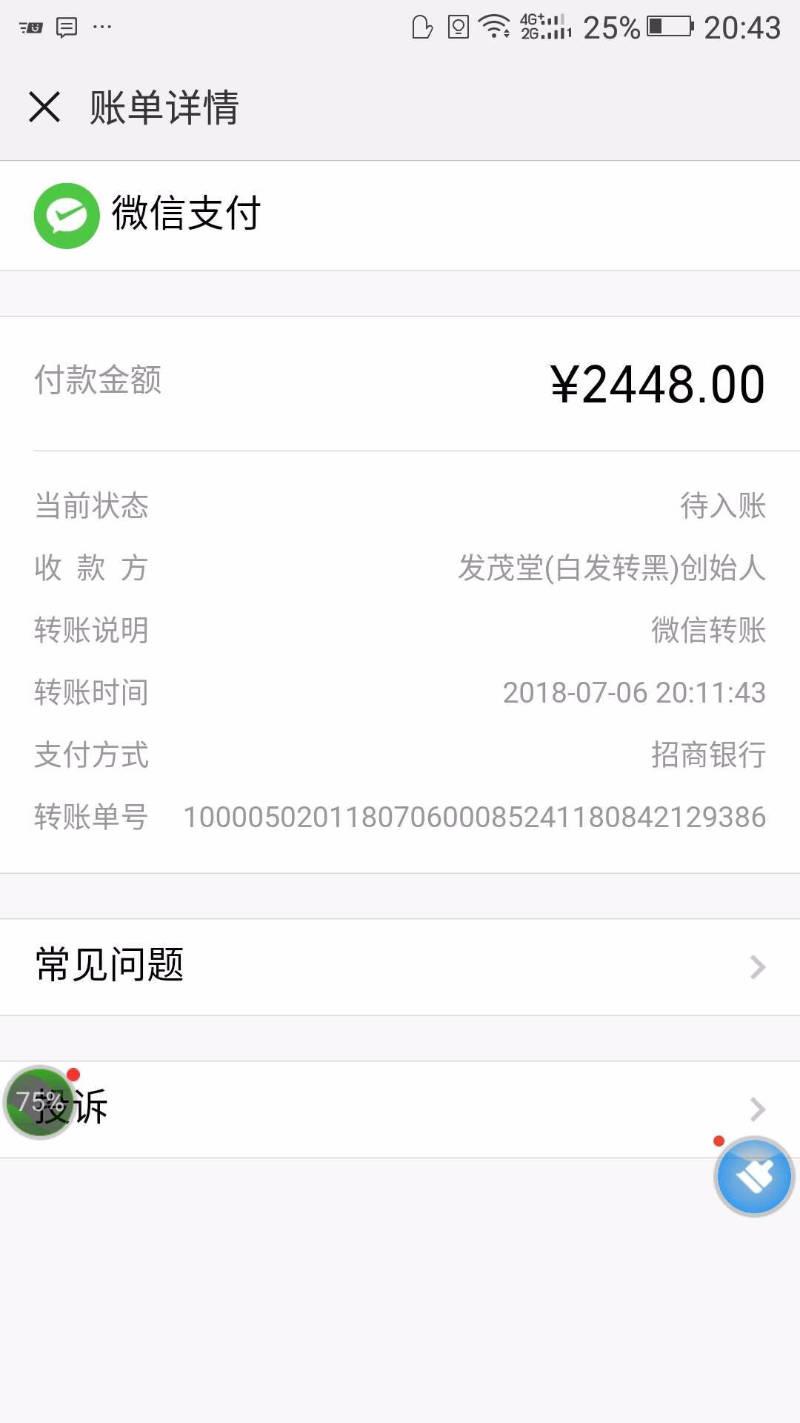 4G+ 2G 1 25% 20:43
账单详情
微信支付
付款金额 ¥2448.00
当前状态 待入账
收款方 发茂堂(白发转黑)创始人
转账说明 微信转账
转账时间 2018-07-06 20:11:43
支付方式 招商银行
转账单号 100005020118070600085241180842129386
常见问题
75%
投诉